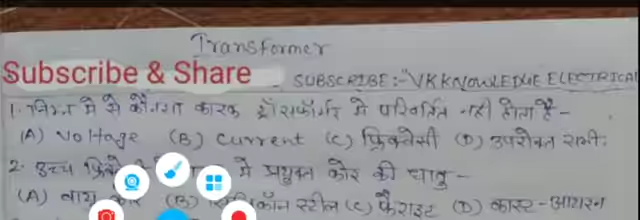 Transformer
Subscribe & Share SUBSCRIBE:- VK KNOWLEDGE ELECTRICAL
1. निम्न में से कौनसा कारक ट्रांसफॉर्मर में परिवर्तित नहीं होता है -
(A) Voltage (B) Current (C) फ्रिक्वेंसी (D) उपरोक्त सभी.
2. उच्च में प्रयुक्त कोर की धातु -
(A) वायु कोर (B) सिलीकॉन स्टील (C) फैराइट (D) कास्ट-आयरन